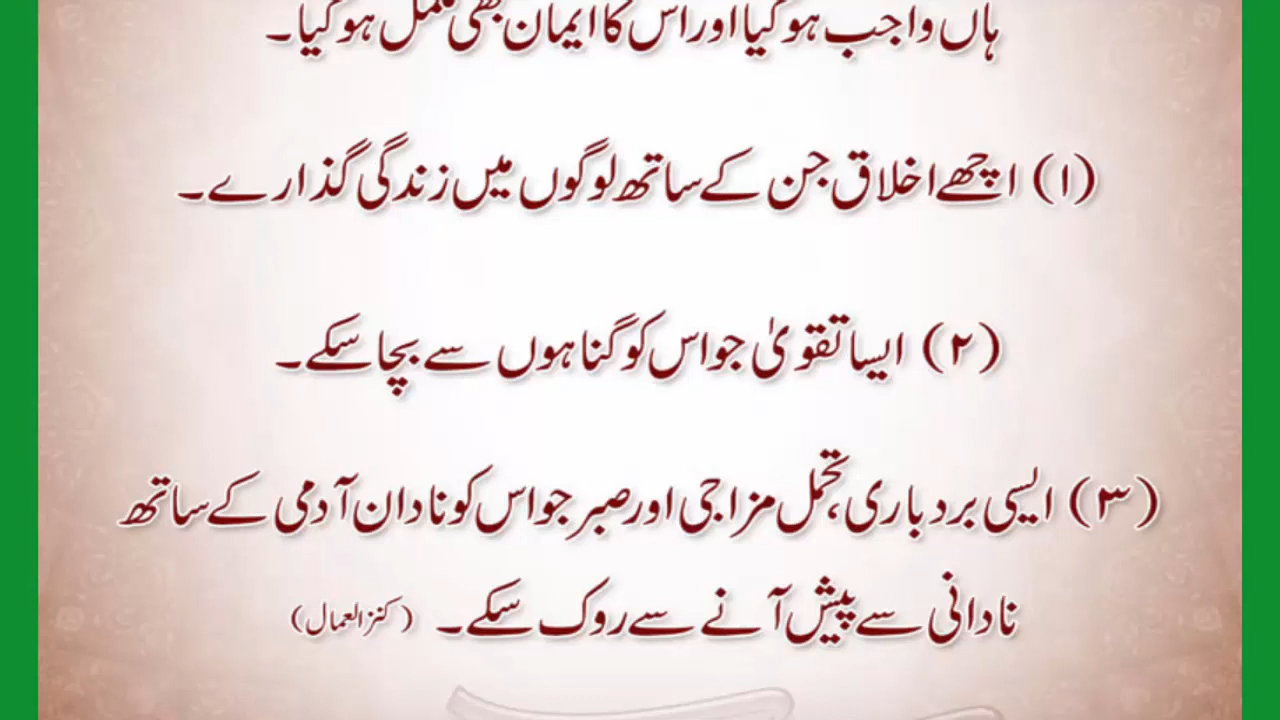 ہاں واجب ہو گیا اور اس کا ایمان بھی مکمل ہو گیا۔
(۱) اچھے اخلاق جن کے ساتھ لوگوں میں زندگی گذارے۔
(۲) ایسا تقویٰ جو اس کو گناہوں سے بچا سکے۔
(۳) ایسی بردباری، تحمل مزاجی اور صبر جو اس کو نادان آدمی کے ساتھ
نادانی سے پیش آنے سے روک سکے۔ (کنز العمال)